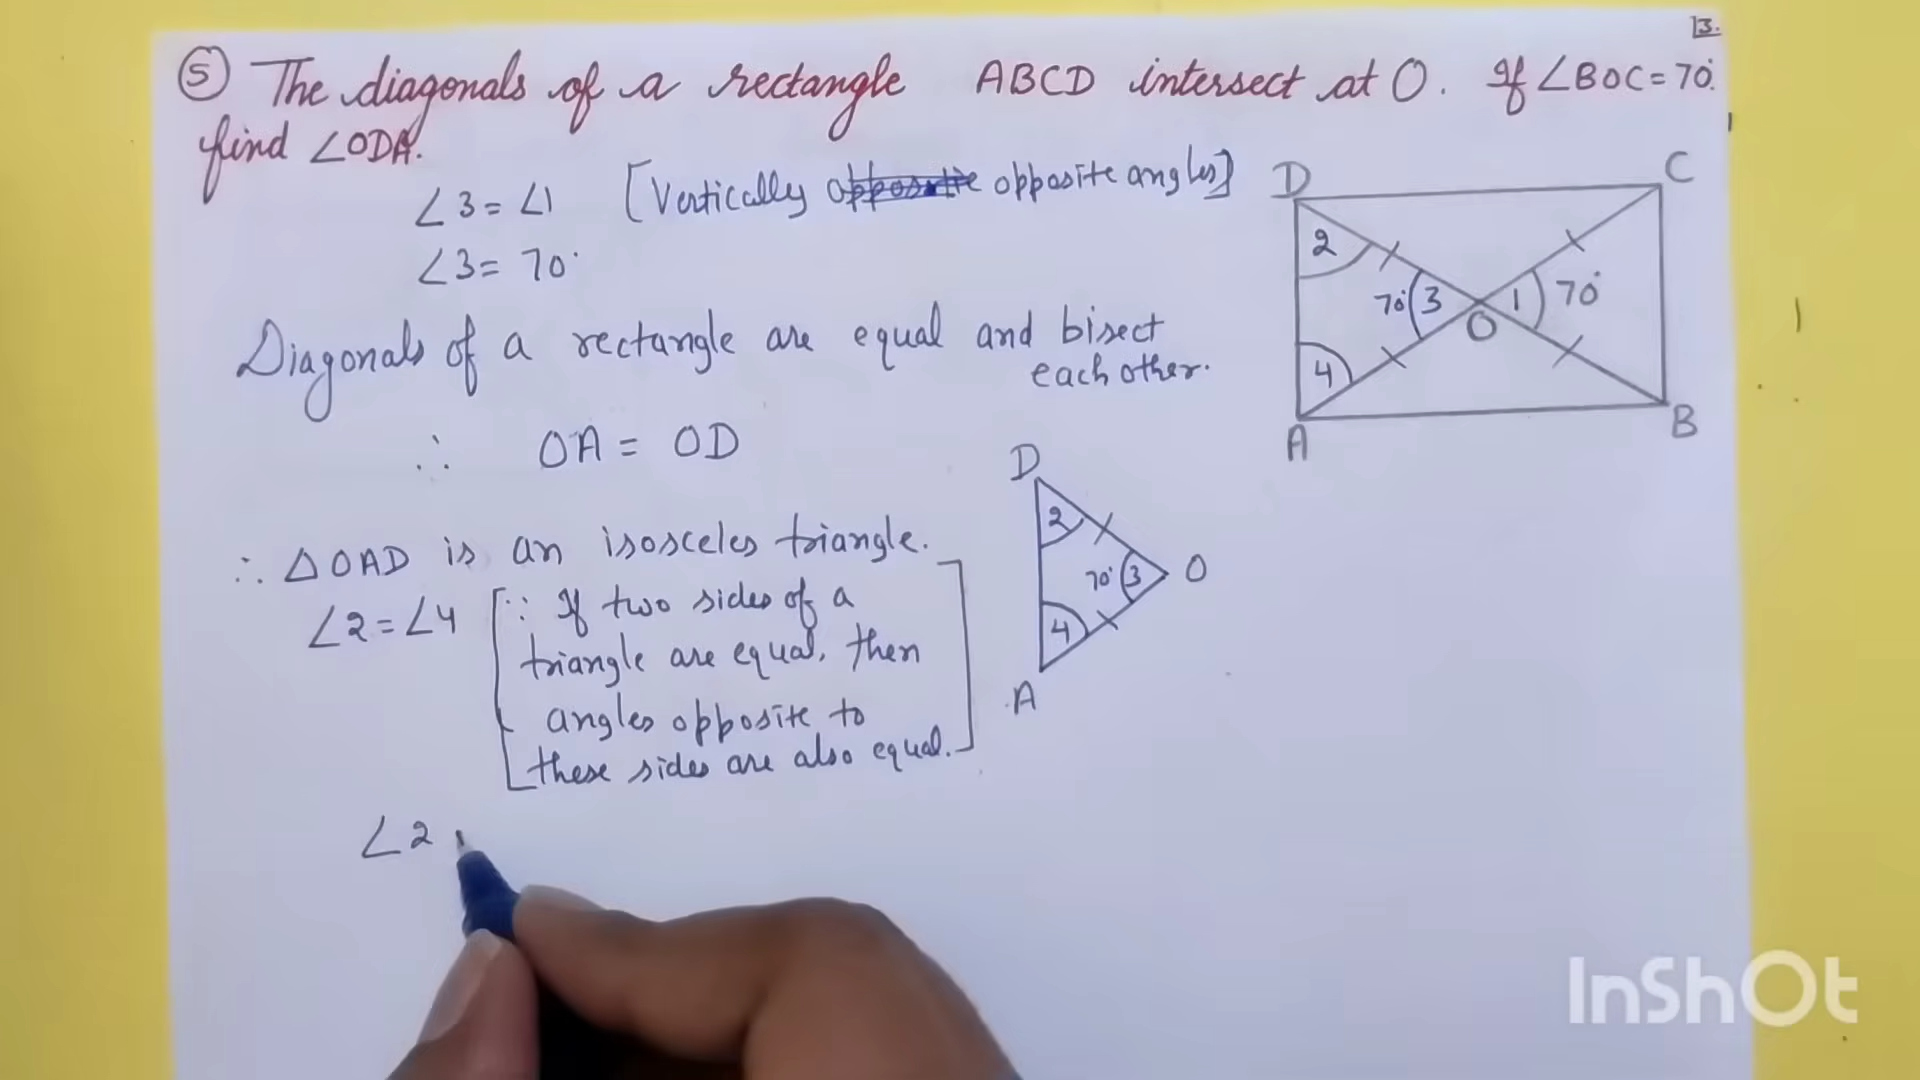 13.
⑤ The diagonals of a rectangle ABCD intersect at O. If ∠BOC = 70°.
find ∠ODA.
∠3 = ∠1 [Vertically opposite opposite angles]
∠3 = 70°
Diagonals of a rectangle are equal and bisect
each other.
∴ OA = OD
∴ △OAD is an isosceles triangle.
∠2 = ∠4 [∵ If two sides of a
triangle are equal, then
angles opposite to
these sides are also equal.]
∠2
D C
2
70° 3 1 70°
O
4
A B
D
2
70° 3 O
4
A
InShOt